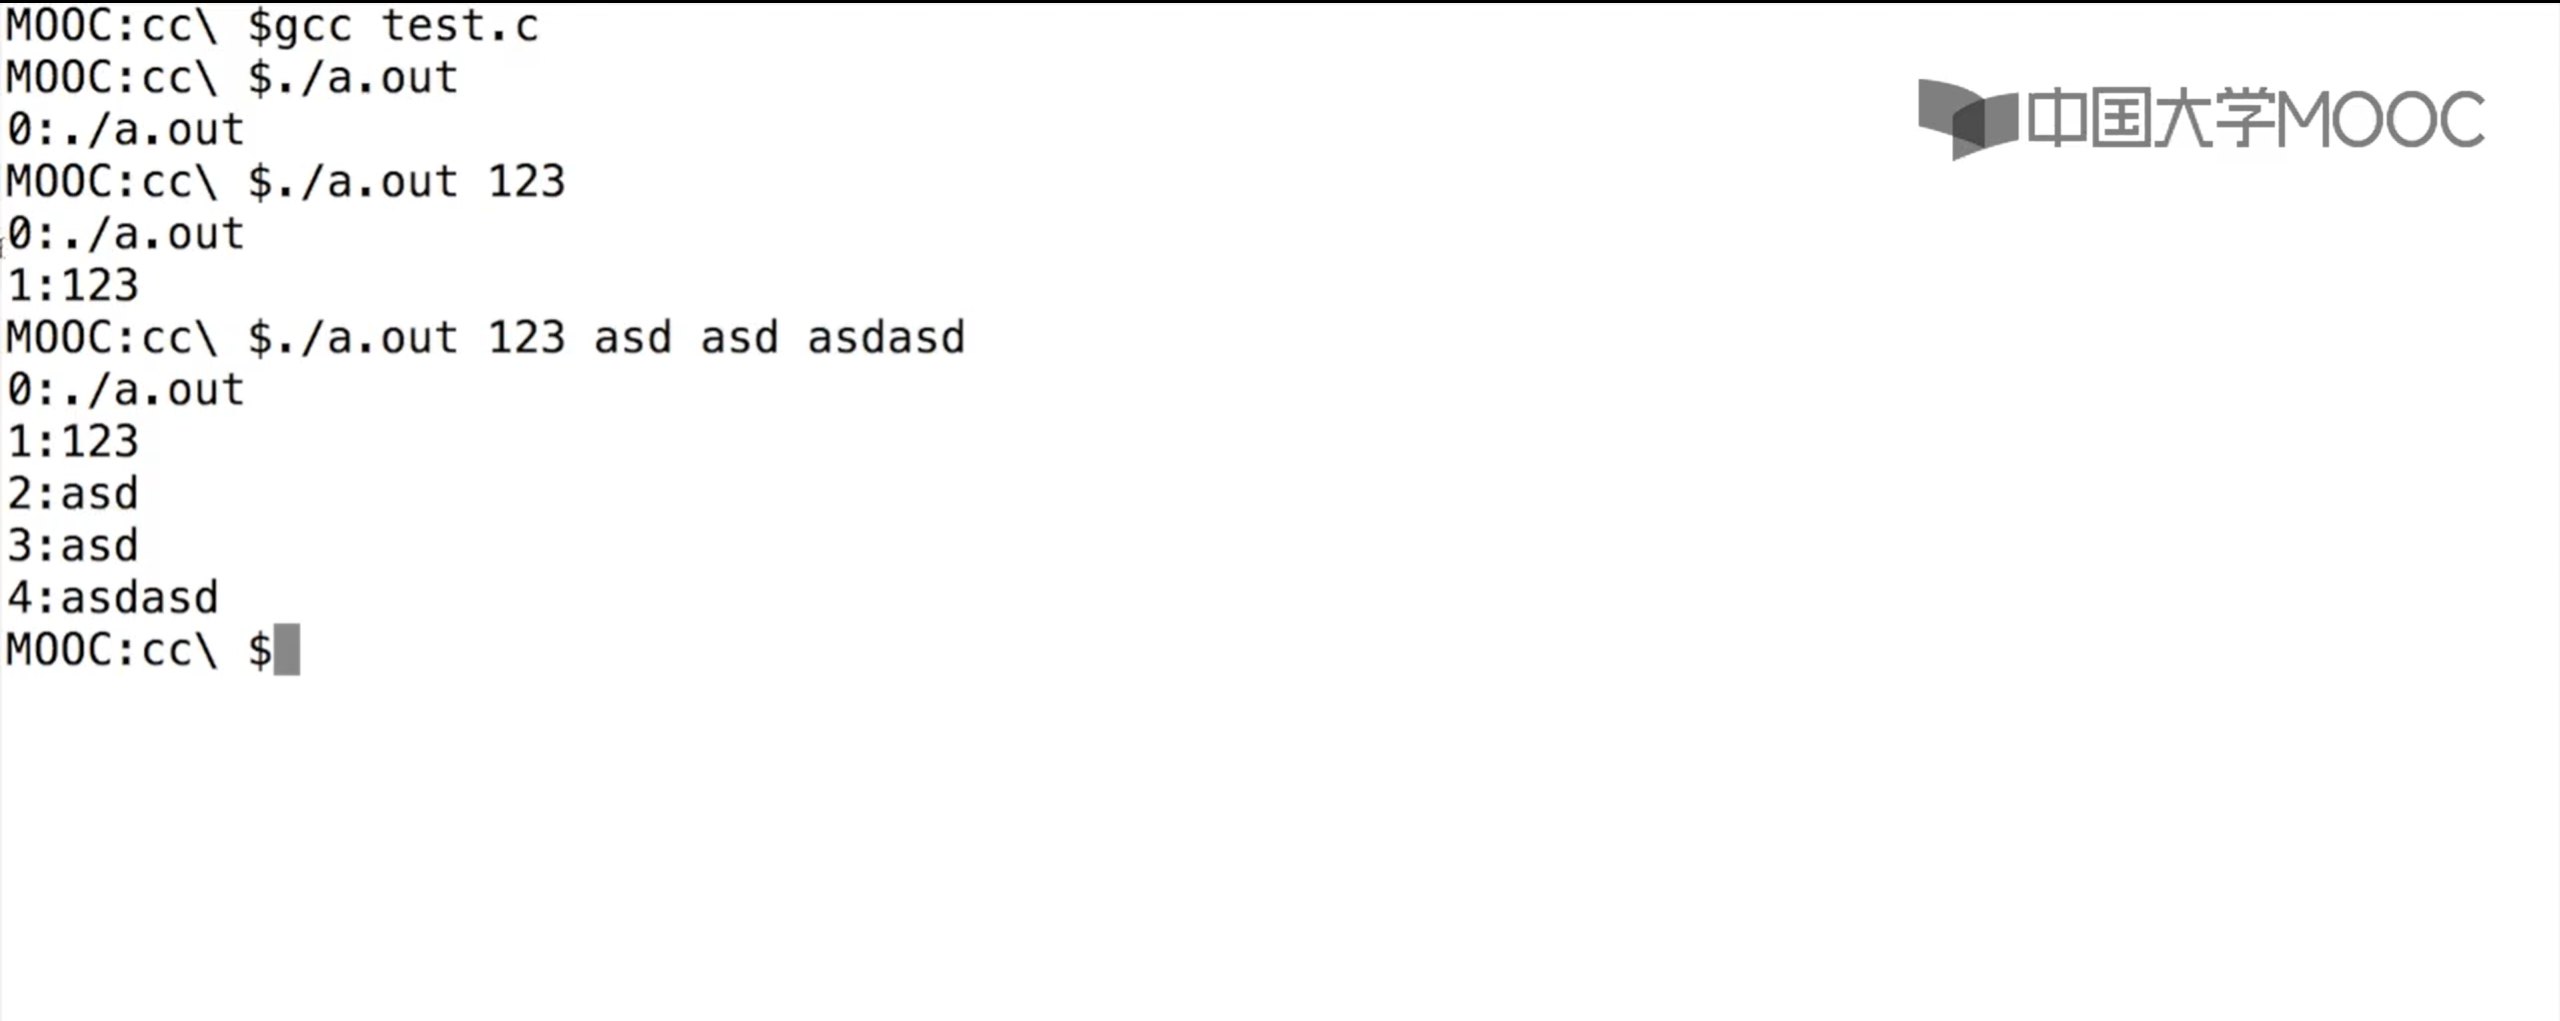 MOOC:cc\ $gcc test.c
MOOC:cc\ $./a.out
0:./a.out
MOOC:cc\ $./a.out 123
0:./a.out
1:123
MOOC:cc\ $./a.out 123 asd asd asdasd
0:./a.out
1:123
2:asd
3:asd
4:asdasd
MOOC:cc\ $
中国大学MOOC